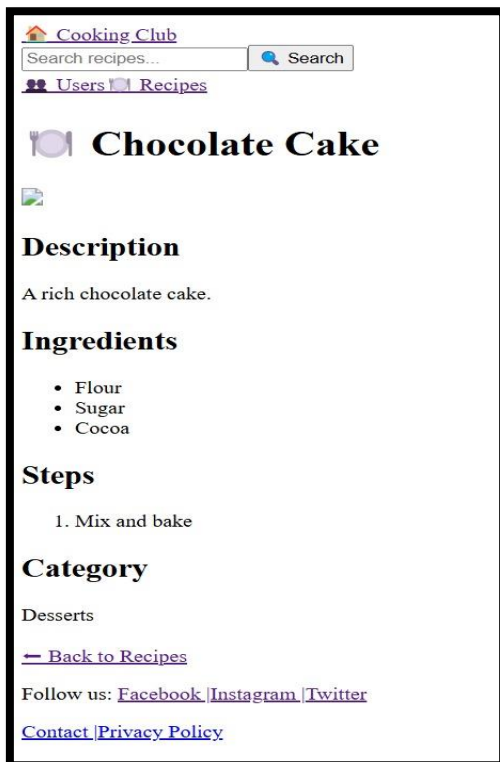 🏠 Cooking Club
Search recipes... 🔍 Search
👥 Users🍽️ Recipes
🍽️ Chocolate Cake
Description
A rich chocolate cake.
Ingredients
• Flour
• Sugar
• Cocoa
Steps
1. Mix and bake
Category
Desserts
← Back to Recipes
Follow us: Facebook |Instagram |Twitter
Contact |Privacy Policy